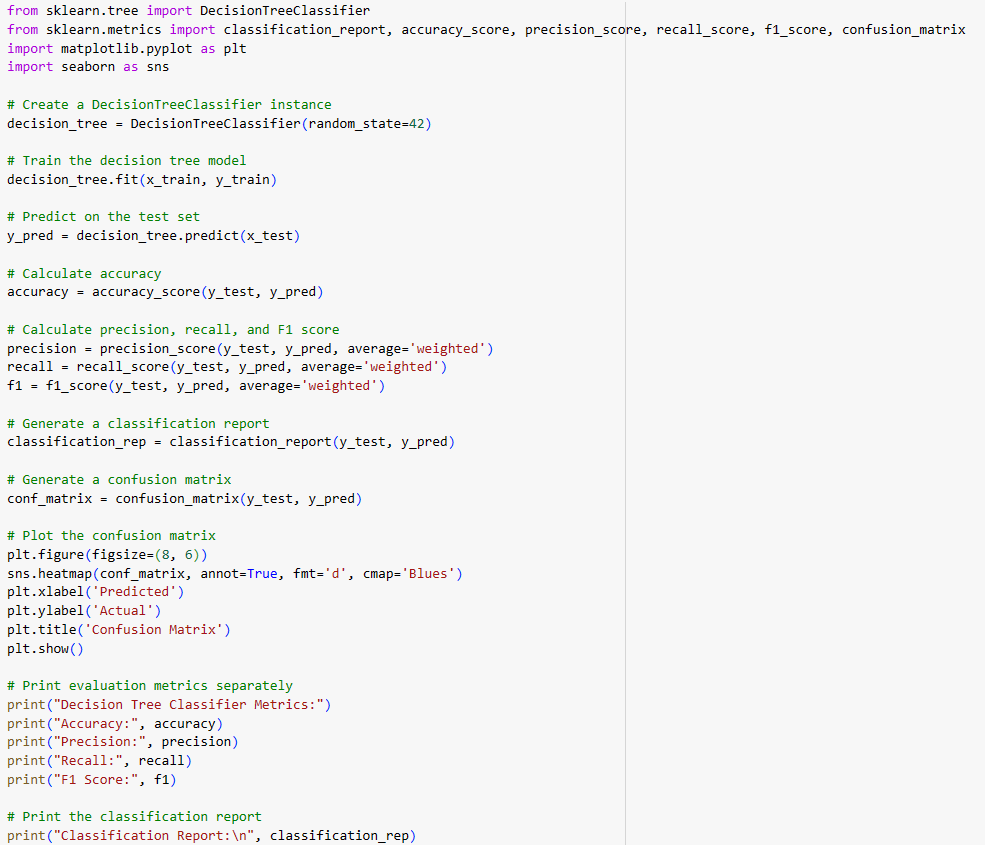 from sklearn.tree import DecisionTreeClassifier
from sklearn.metrics import classification_report, accuracy_score, precision_score, recall_score, f1_score, confusion_matrix
import matplotlib.pyplot as plt
import seaborn as sns
# Create a DecisionTreeClassifier instance
decision_tree = DecisionTreeClassifier(random_state=42)
# Train the decision tree model
decision_tree.fit(x_train, y_train)
# Predict on the test set
y_pred = decision_tree.predict(x_test)
# Calculate accuracy
accuracy = accuracy_score(y_test, y_pred)
# Calculate precision, recall, and F1 score
precision = precision_score(y_test, y_pred, average='weighted')
recall = recall_score(y_test, y_pred, average='weighted')
f1 = f1_score(y_test, y_pred, average='weighted')
# Generate a classification report
classification_rep = classification_report(y_test, y_pred)
# Generate a confusion matrix
conf_matrix = confusion_matrix(y_test, y_pred)
# Plot the confusion matrix
plt.figure(figsize=(8, 6))
sns.heatmap(conf_matrix, annot=True, fmt='d', cmap='Blues')
plt.xlabel('Predicted')
plt.ylabel('Actual')
plt.title('Confusion Matrix')
plt.show()
# Print evaluation metrics separately
print("Decision Tree Classifier Metrics:")
print("Accuracy:", accuracy)
print("Precision:", precision)
print("Recall:", recall)
print("F1 Score:", f1)
# Print the classification report
print("Classification Report:\n", classification_rep)